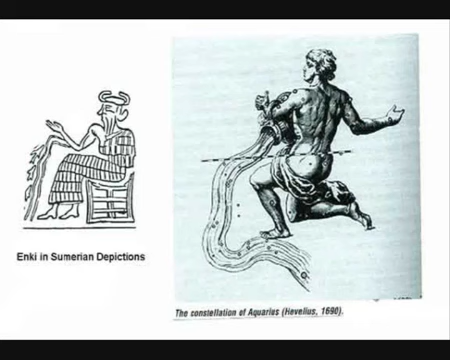 Enki in Sumerian Depictions
The constellation of Aquarius (Hevelius, 1690).